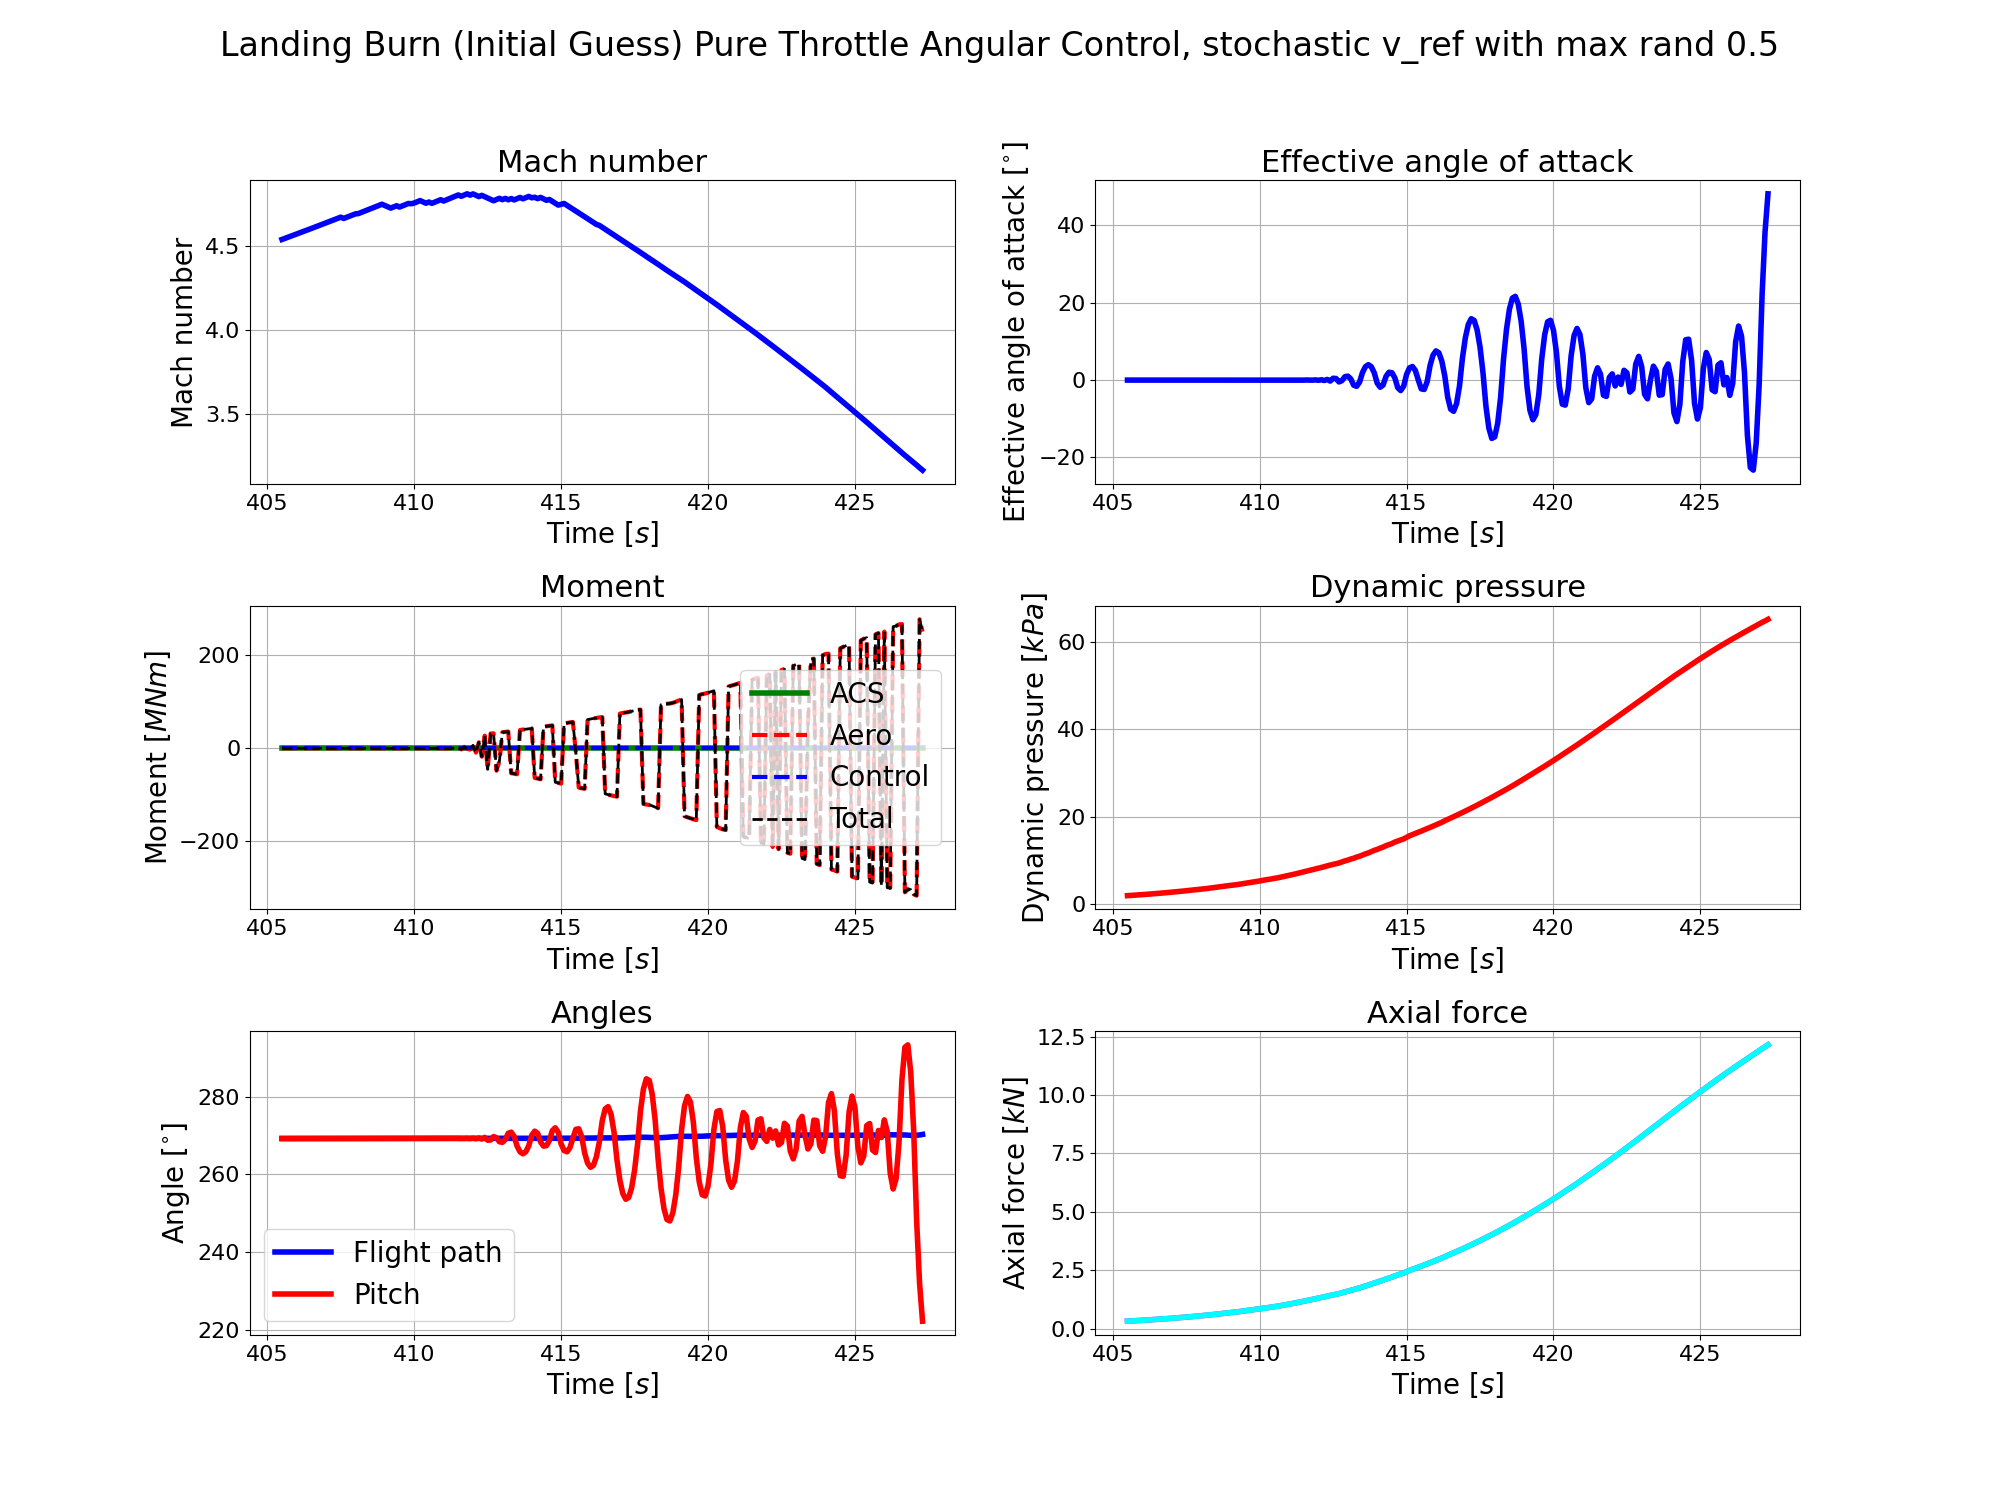 Landing Burn (Initial Guess) Pure Throttle Angular Control, stochastic v_ref with max rand 0.5
Mach number
Mach number
4.5
4.0
3.5
405 410 415 420 425
Time [s]
Effective angle of attack
Effective angle of attack [°]
40
20
0
−20
405 410 415 420 425
Time [s]
Moment
Moment [MNm]
200
0
−200
ACS
Aero
Control
Total
405 410 415 420 425
Time [s]
Dynamic pressure
Dynamic pressure [kPa]
60
40
20
0
405 410 415 420 425
Time [s]
Angles
Angle [°]
280
260
240
220
Flight path
Pitch
405 410 415 420 425
Time [s]
Axial force
Axial force [kN]
12.5
10.0
7.5
5.0
2.5
0.0
405 410 415 420 425
Time [s]